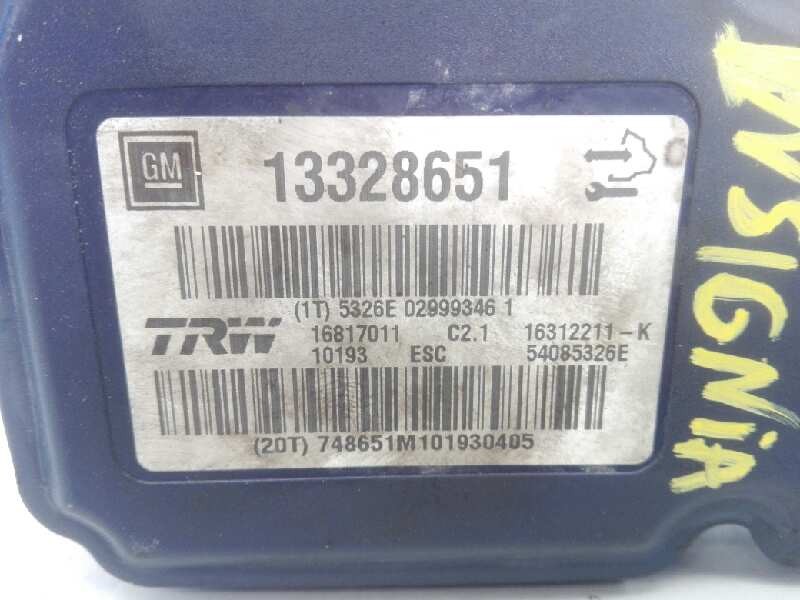 GM 13328651
(1T) 5326E 02999346 1
TRW 16817011 C2.1 16312211-K
10193 ESC 54085326E
(20T) 748651M101930405
INSIGNiA